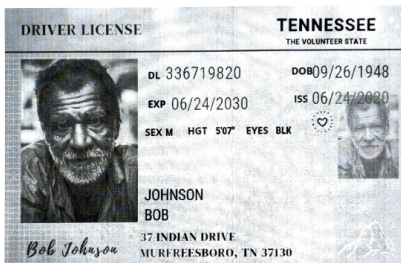 DRIVER LICENSE
TENNESSEE
THE VOLUNTEER STATE
DL 336719820 DOB09/26/1948
EXP 06/24/2030 ISS 06/24/2020
SEX M HGT 5'07" EYES BLK
JOHNSON
BOB
37 INDIAN DRIVE
MURFREESBORO, TN 37130
Bob Johnson